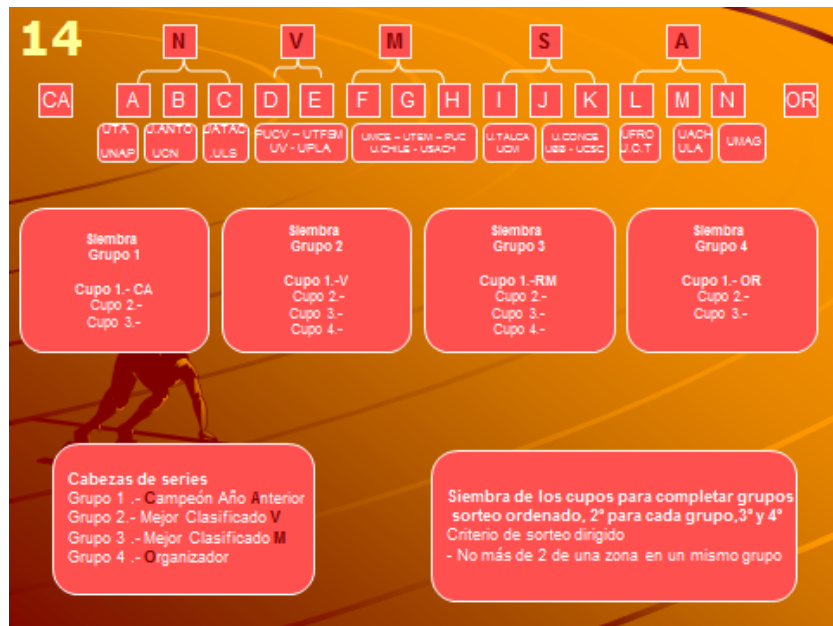 14
N V M S A
CA A B C D E F G H I J K L M N OR
UTA U.ANTO UATAC PUCV – UTFSM UMCE – UTEM – PUC U.TALCA U.CONCE UFRO UACH UMAG
UNAP UCN .ULS UV - UPLA U.CHILE - USACH UCM UBB - UCSC U.C.T ULA
Siembra
Grupo 1
Cupo 1.- CA
Cupo 2.-
Cupo 3.-
Siembra
Grupo 2
Cupo 1.-V
Cupo 2.-
Cupo 3.-
Cupo 4.-
Siembra
Grupo 3
Cupo 1.-RM
Cupo 2.-
Cupo 3.-
Cupo 4.-
Siembra
Grupo 4
Cupo 1.- OR
Cupo 2.-
Cupo 3.-
Cabezas de series
Grupo 1 .- Campeón Año Anterior
Grupo 2.- Mejor Clasificado V
Grupo 3 .- Mejor Clasificado M
Grupo 4 .- Organizador
Siembra de los cupos para completar grupos
sorteo ordenado, 2º para cada grupo,3º y 4º
Criterio de sorteo dirigido
- No más de 2 de una zona en un mismo grupo